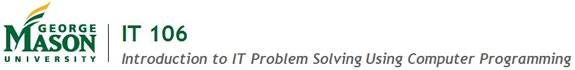 GEORGE
MASON
UNIVERSITY
IT 106
Introduction to IT Problem Solving Using Computer Programming